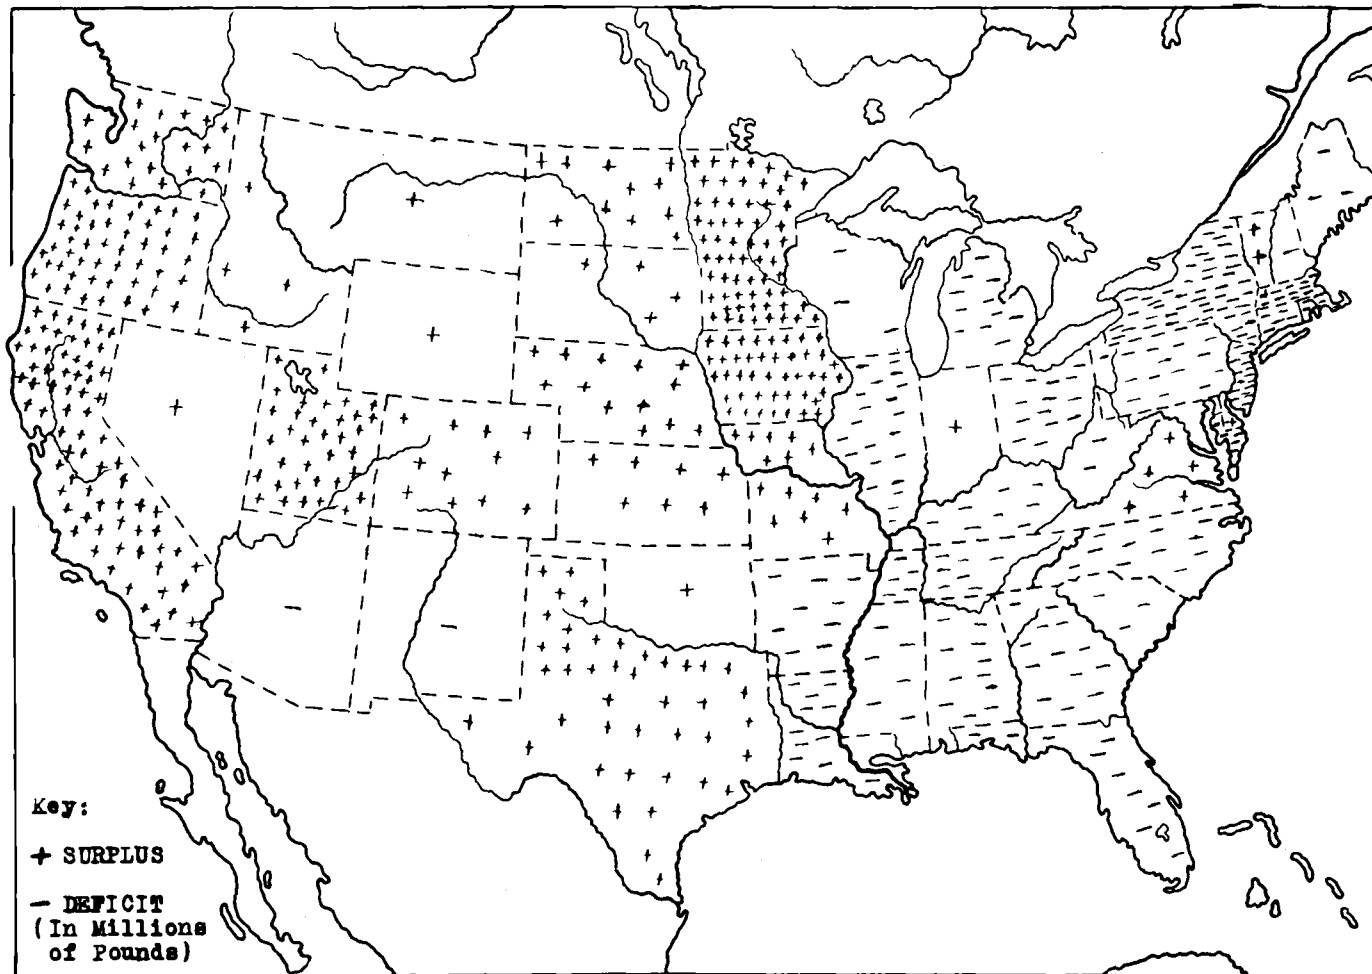 Key:
+ SURPLUS
- DEFICIT
(In Millions
of Pounds)